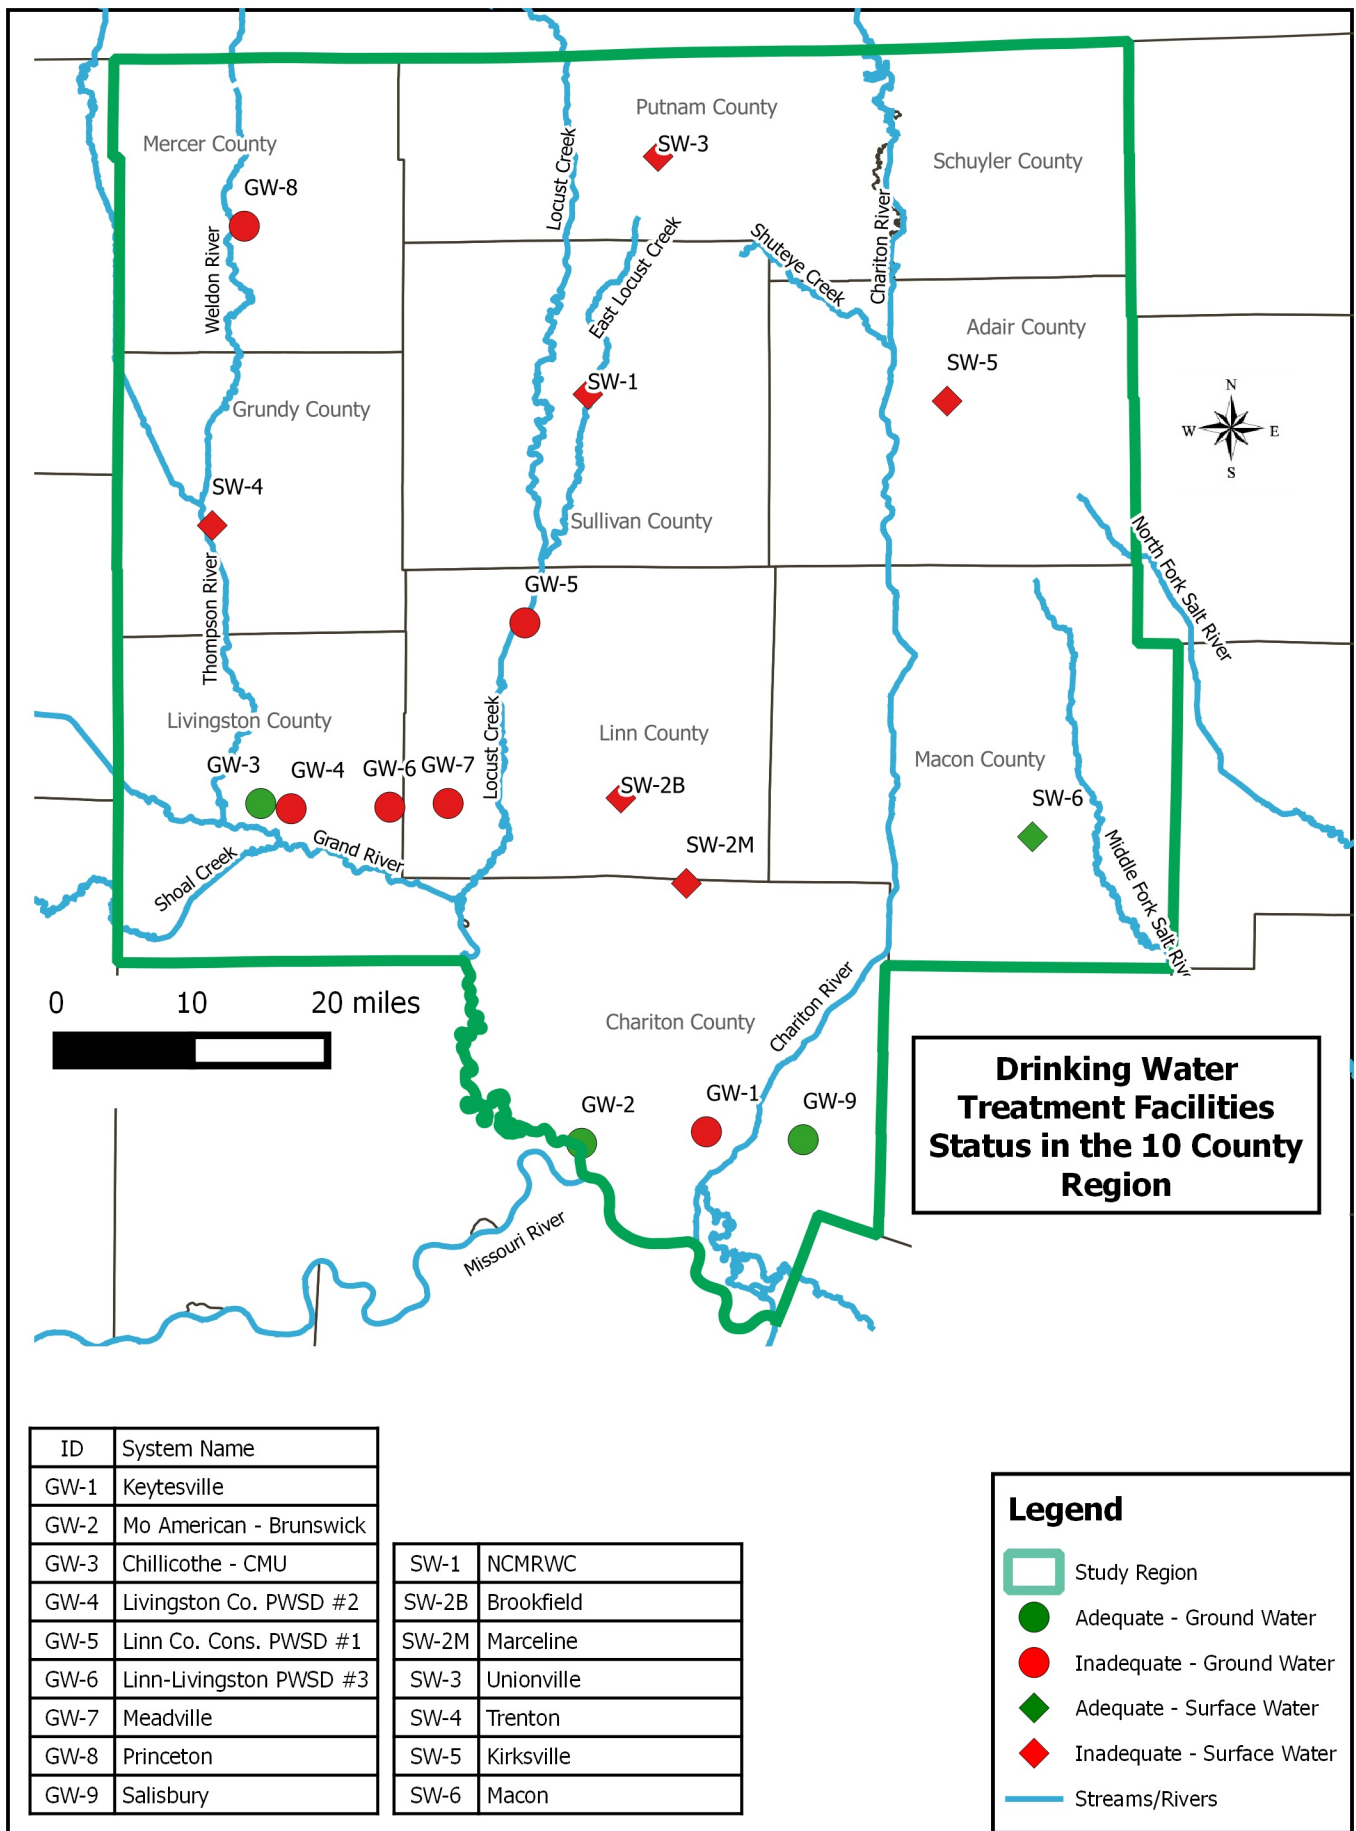 Putnam County
Mercer County
SW-3
Schuyler County
GW-8
Locust Creek
Chariton River
Weldon River
East Locust Creek
Shuteye Creek
Adair County
SW-5
SW-1
Grundy County
N
W
E
S
SW-4
Sullivan County
North Fork Salt River
GW-5
Thompson River
Livingston County
Locust Creek
Linn County
Macon County
GW-3
GW-4
GW-6
GW-7
SW-2B
SW-6
Grand River
SW-2M
Shoal Creek
Middle Fork Salt Riv
0 10 20 miles
Chariton River
Chariton County
Drinking Water
Treatment Facilities
Status in the 10 County
Region
GW-2
GW-1
GW-9
Missouri River
ID System Name
GW-1 Keytesville
GW-2 Mo American - Brunswick
GW-3 Chillicothe - CMU
GW-4 Livingston Co. PWSD #2
GW-5 Linn Co. Cons. PWSD #1
GW-6 Linn-Livingston PWSD #3
GW-7 Meadville
GW-8 Princeton
GW-9 Salisbury
SW-1 NCMRWC
SW-2B Brookfield
SW-2M Marceline
SW-3 Unionville
SW-4 Trenton
SW-5 Kirksville
SW-6 Macon
Legend
Study Region
Adequate - Ground Water
Inadequate - Ground Water
Adequate - Surface Water
Inadequate - Surface Water
Streams/Rivers